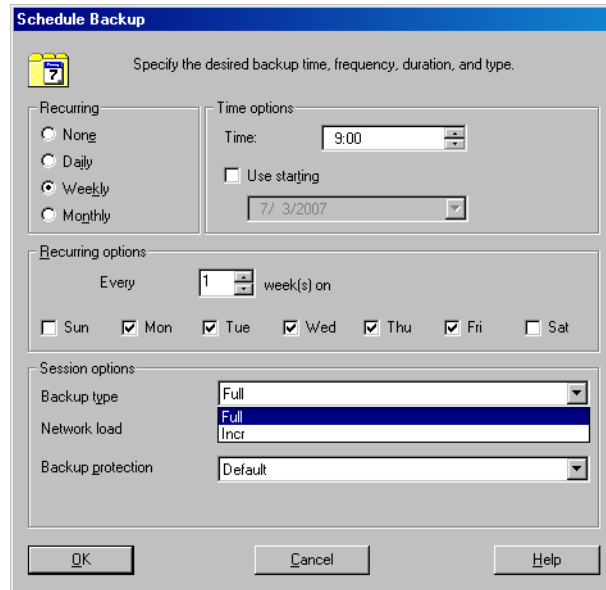 Schedule Backup
7
Specify the desired backup time, frequency, duration, and type.
Recurring
None
Daily
Weekly
Monthly
Time options
Time: 9:00
Use starting
7/ 3/2007
Recurring options
Every 1 week(s) on
Sun Mon Tue Wed Thu Fri Sat
Session options
Backup type Full
Full
Network load
Incr
Backup protection Default
OK Cancel Help